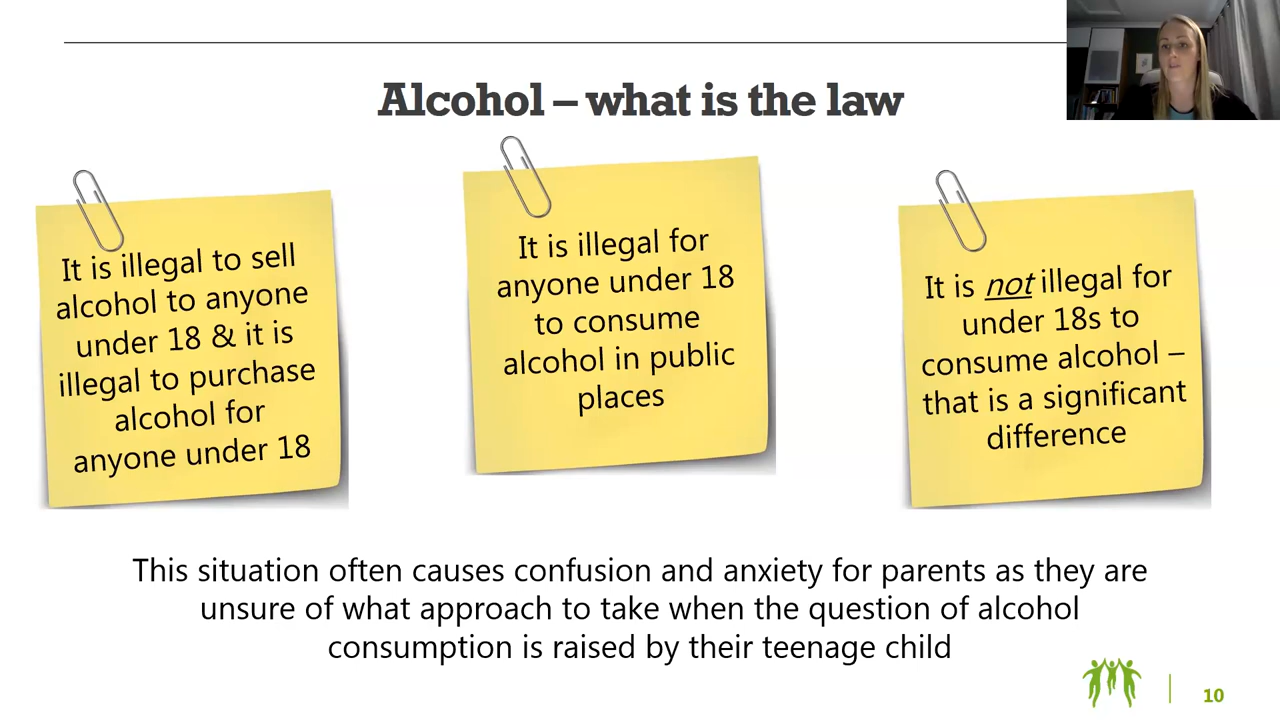 Alcohol – what is the law
It is illegal to sell
alcohol to anyone
under 18 & it is
illegal to purchase
alcohol for
anyone under 18
It is illegal for
anyone under 18
to consume
alcohol in public
places
It is not illegal for
under 18s to
consume alcohol –
that is a significant
difference
This situation often causes confusion and anxiety for parents as they are
unsure of what approach to take when the question of alcohol
consumption is raised by their teenage child
10